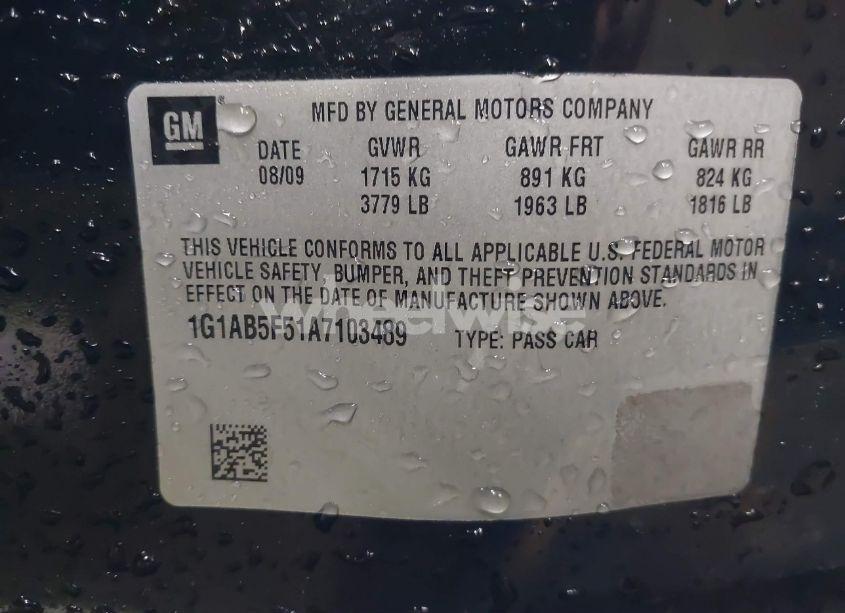 GM
MFD BY GENERAL MOTORS COMPANY
DATE GVWR GAWR FRT GAWR RR
08/09 1715 KG 891 KG 824 KG
3779 LB 1963 LB 1816 LB
THIS VEHICLE CONFORMS TO ALL APPLICABLE U.S. FEDERAL MOTOR
VEHICLE SAFETY, BUMPER, AND THEFT PREVENTION STANDARDS IN
EFFECT ON THE DATE OF MANUFACTURE SHOWN ABOVE.
wheelwise
1G1AB5F51A7103489 TYPE: PASS CAR